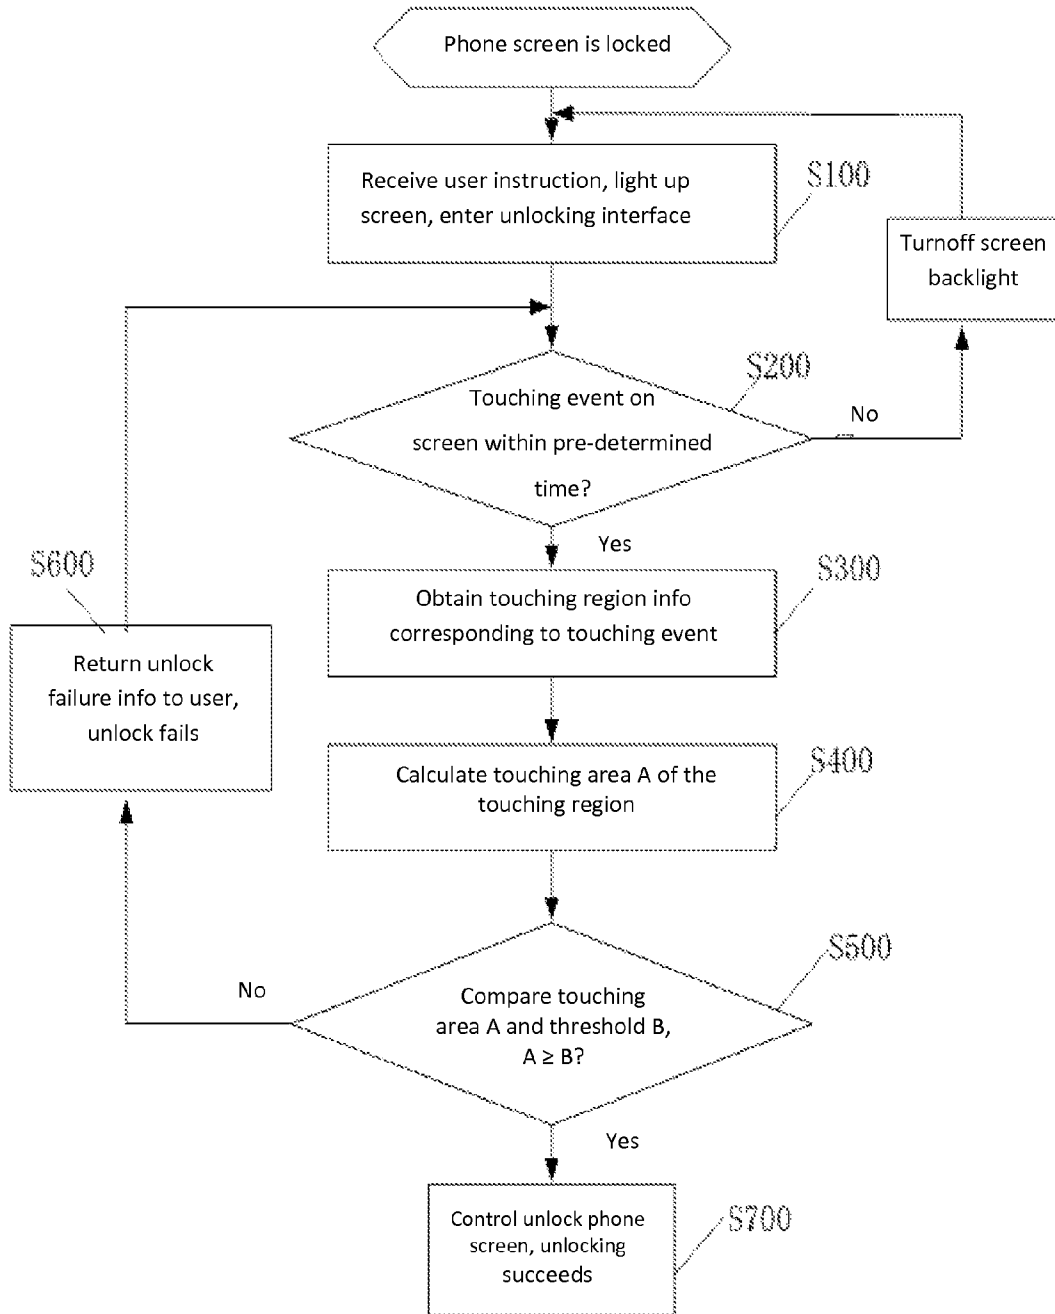 Phone screen is locked
Receive user instruction, light up
screen, enter unlocking interface
S100
Turnoff screen
backlight
S200
Touching event on
screen within pre-determined
time?
No
Yes
S300
Obtain touching region info
corresponding to touching event
S600
Return unlock
failure info to user,
unlock fails
S400
Calculate touching area A of the
touching region
S500
No
Compare touching
area A and threshold B,
A ≥ B?
Yes
S700
Control unlock phone
screen, unlocking
succeeds